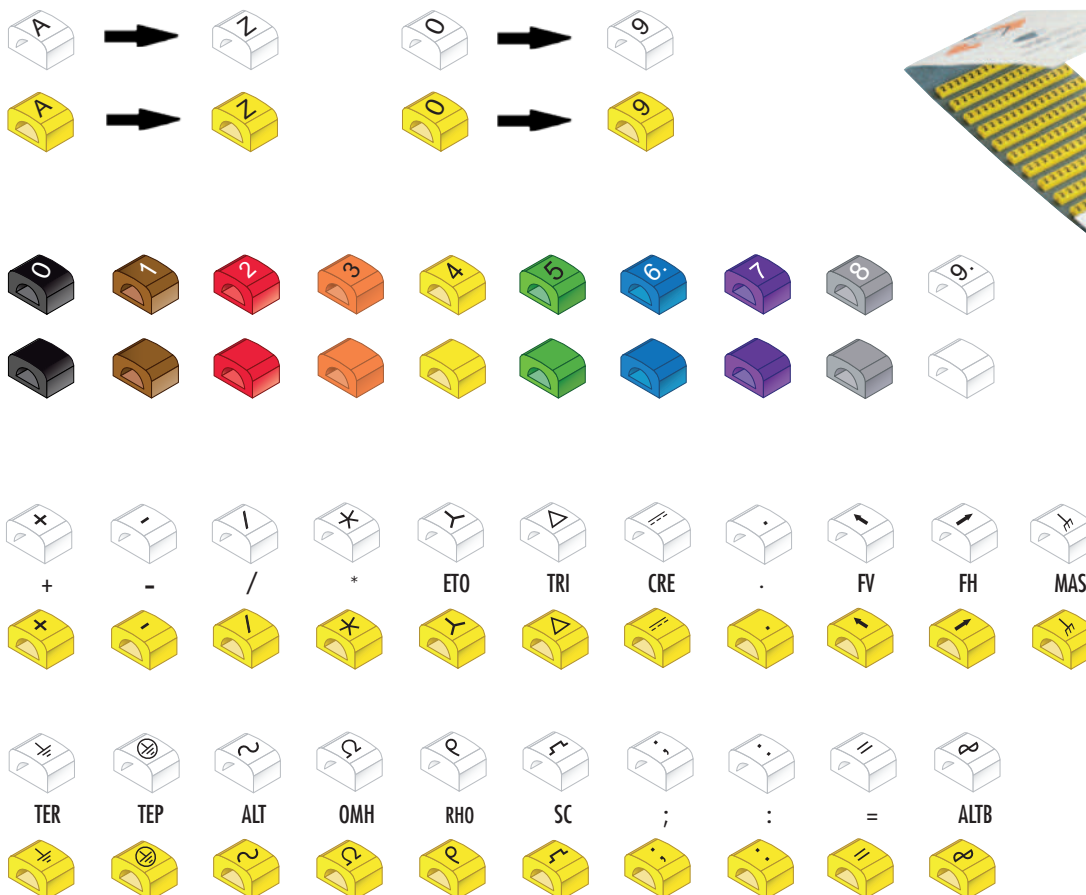 A Z 0 9
A Z 0 9
0 1 2 3 4 5 6. 7 8 9.
+ - / * Y △ ⎓ . ← →
+ - / * ETO TRI CRE . FV FH MAS
+ - / * Y △ ⎓ . ← →
⏚ ~ Ω ρ ; : =
TER TEP ALT OMH RHO SC ; : = ALTB
⏚ ~ Ω ρ ; : =